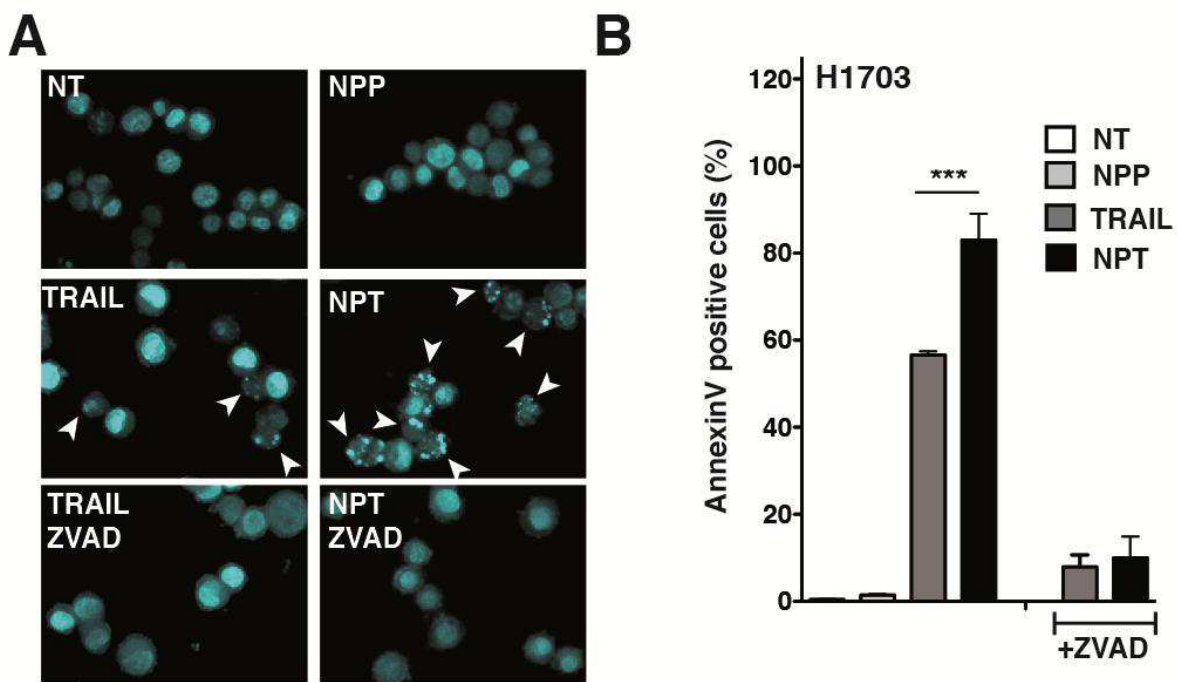 A
NT
NPP
TRAIL
NPT
TRAIL
ZVAD
NPT
ZVAD
B
H1703
AnnexinV positive cells (%)
120
100
80
60
40
20
0
***
NT
NPP
TRAIL
NPT
+ZVAD